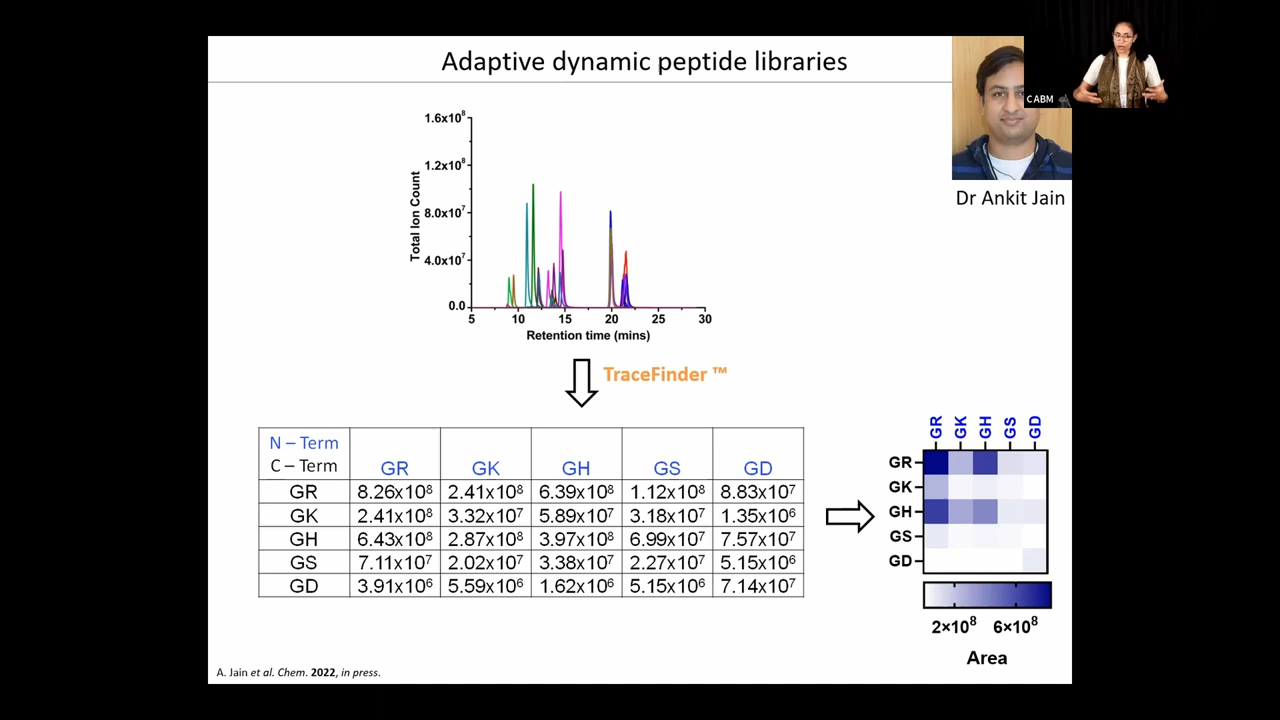 Adaptive dynamic peptide libraries
CABM
Dr Ankit Jain
Total Ion Count
1.6x10⁸
1.2x10⁸
8.0x10⁷
4.0x10⁷
0.0
5 10 15 20 25 30
Retention time (mins)
TraceFinder ™
N – Term
C – Term GR GK GH GS GD
GR 8.26x10⁸ 2.41x10⁸ 6.39x10⁸ 1.12x10⁸ 8.83x10⁷
GK 2.41x10⁸ 3.32x10⁷ 5.89x10⁷ 3.18x10⁷ 1.35x10⁶
GH 6.43x10⁸ 2.87x10⁸ 3.97x10⁸ 6.99x10⁷ 7.57x10⁷
GS 7.11x10⁷ 2.02x10⁷ 3.38x10⁷ 2.27x10⁷ 5.15x10⁶
GD 3.91x10⁶ 5.59x10⁶ 1.62x10⁶ 5.15x10⁶ 7.14x10⁷
GR GK GH GS GD
GR
GK
GH
GS
GD
2×10⁸ 6×10⁸
Area
A. Jain et al. Chem. 2022, in press.